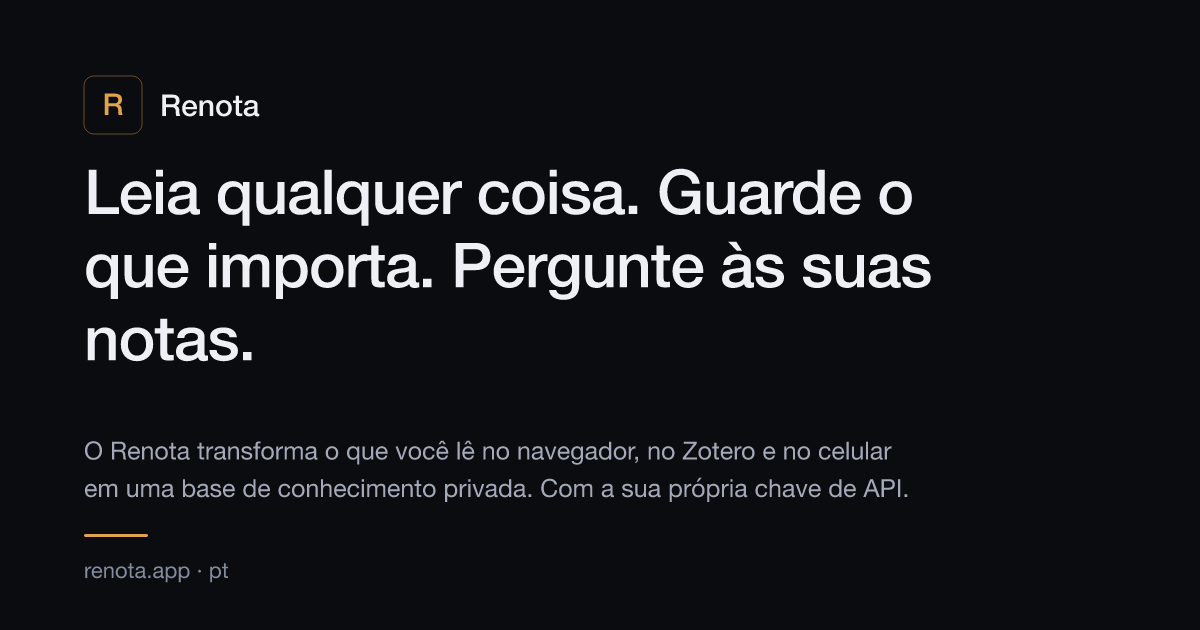 R
Renota
Leia qualquer coisa. Guarde o
que importa. Pergunte às suas
notas.
O Renota transforma o que você lê no navegador, no Zotero e no celular
em uma base de conhecimento privada. Com a sua própria chave de API.
renota.app · pt